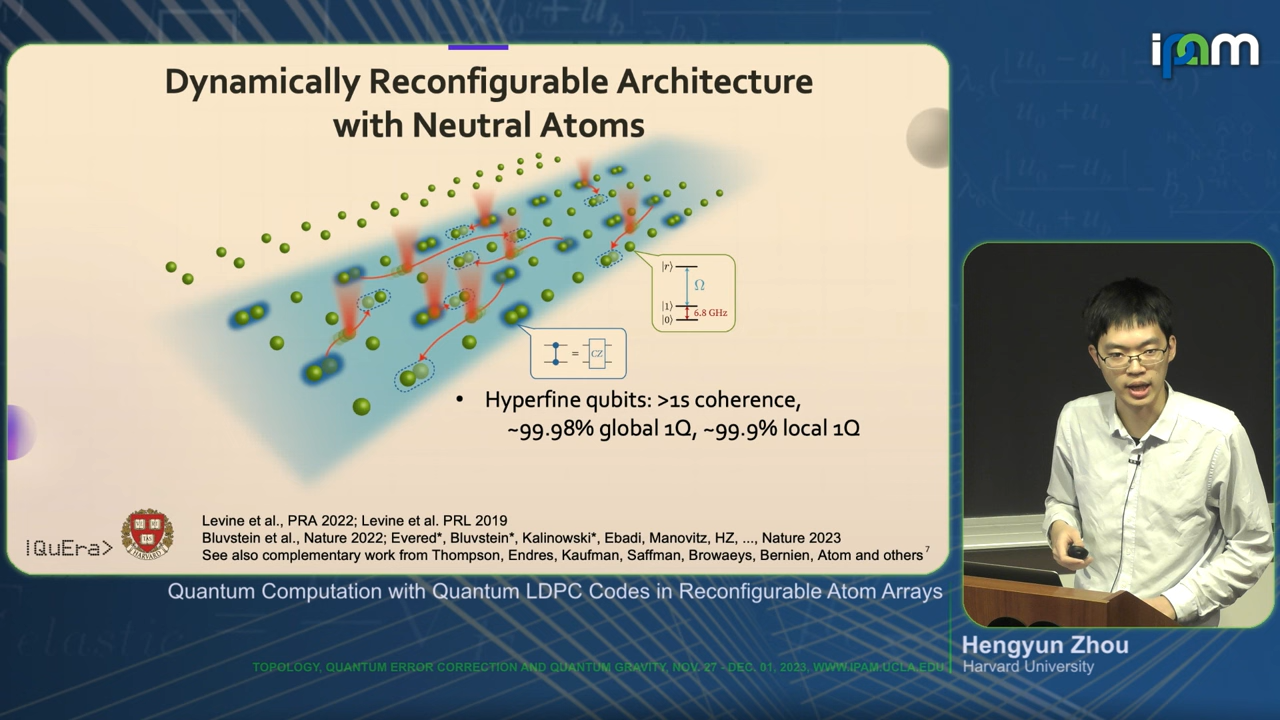 ipam
Dynamically Reconfigurable Architecture
with Neutral Atoms
|r⟩
Ω
|1⟩
|0⟩
6.8 GHz
=
CZ
• Hyperfine qubits: >1s coherence,
~99.98% global 1Q, ~99.9% local 1Q
|QuEra>
HARVARD
Levine et al., PRA 2022; Levine et al. PRL 2019
Bluvstein et al., Nature 2022; Evered*, Bluvstein*, Kalinowski*, Ebadi, Manovitz, HZ, ..., Nature 2023
See also complementary work from Thompson, Endres, Kaufman, Saffman, Browaeys, Bernien, Atom and others
7
Quantum Computation with Quantum LDPC Codes in Reconfigurable Atom Arrays
Hengyun Zhou
Harvard University
TOPOLOGY, QUANTUM ERROR CORRECTION AND QUANTUM GRAVITY, NOV. 27 - DEC. 01, 2023, WWW.IPAM.UCLA.EDU
elastic